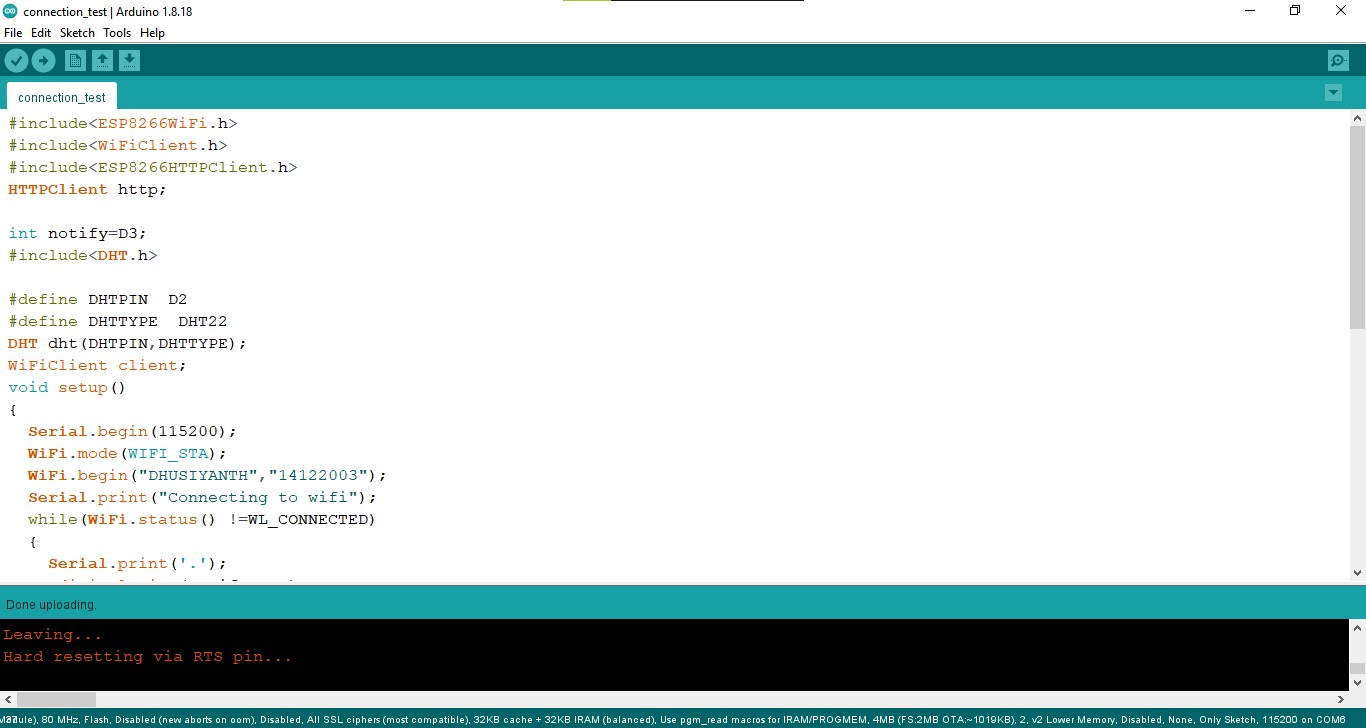 connection_test | Arduino 1.8.18
File Edit Sketch Tools Help
connection_test
#include<ESP8266WiFi.h>
#include<WiFiClient.h>
#include<ESP8266HTTPClient.h>
HTTPClient http;
int notify=D3;
#include<DHT.h>
#define DHTPIN  D2
#define DHTTYPE  DHT22
DHT dht(DHTPIN,DHTTYPE);
WiFiClient client;
void setup()
{
Serial.begin(115200);
WiFi.mode(WIFI_STA);
WiFi.begin("DHUSIYANTH","14122003");
Serial.print("Connecting to wifi");
while(WiFi.status() !=WL_CONNECTED)
{
Serial.print('.');
Done uploading.
Leaving...
Hard resetting via RTS pin...
80 MHz, Flash, Disabled (new aborts on oom), Disabled, All SSL ciphers (most compatible), 32KB cache + 32KB IRAM (balanced), Use pgm_read macros for IRAM/PROGMEM, 4MB (FS:2MB OTA:~1019KB), 2, v2 Lower Memory, Disabled, None, Only Sketch, 115200 on COM6